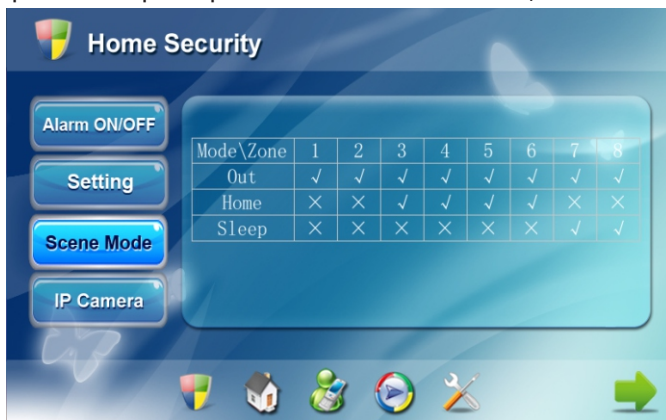 Home Security
Alarm ON/OFF
Setting
Scene Mode
IP Camera
Mode\Zone 1 2 3 4 5 6 7 8
Out √ √ √ √ √ √ √ √
Home × × √ √ √ √ × ×
Sleep × × × × × × √ √